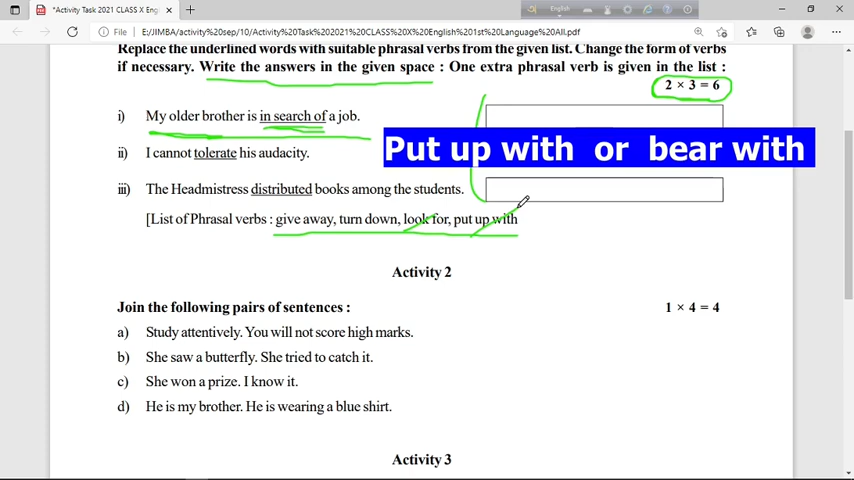 *Activity Task 2021 CLASS X Eng
File
E:/JIMBA/activity%20sep/10/Activity%20Task%202021%20CLASS%20X%20English%201st%20Language%20All.pdf
English
Replace the underlined words with suitable phrasal verbs from the given list. Change the form of verbs
if necessary. Write the answers in the given space : One extra phrasal verb is given in the list :
2 × 3 = 6
i) My older brother is in search of a job.
Put up with or bear with
ii) I cannot tolerate his audacity.
iii) The Headmistress distributed books among the students.
[List of Phrasal verbs : give away, turn down, look for, put up with
Activity 2
Join the following pairs of sentences : 1 × 4 = 4
a) Study attentively. You will not score high marks.
b) She saw a butterfly. She tried to catch it.
c) She won a prize. I know it.
d) He is my brother. He is wearing a blue shirt.
Activity 3